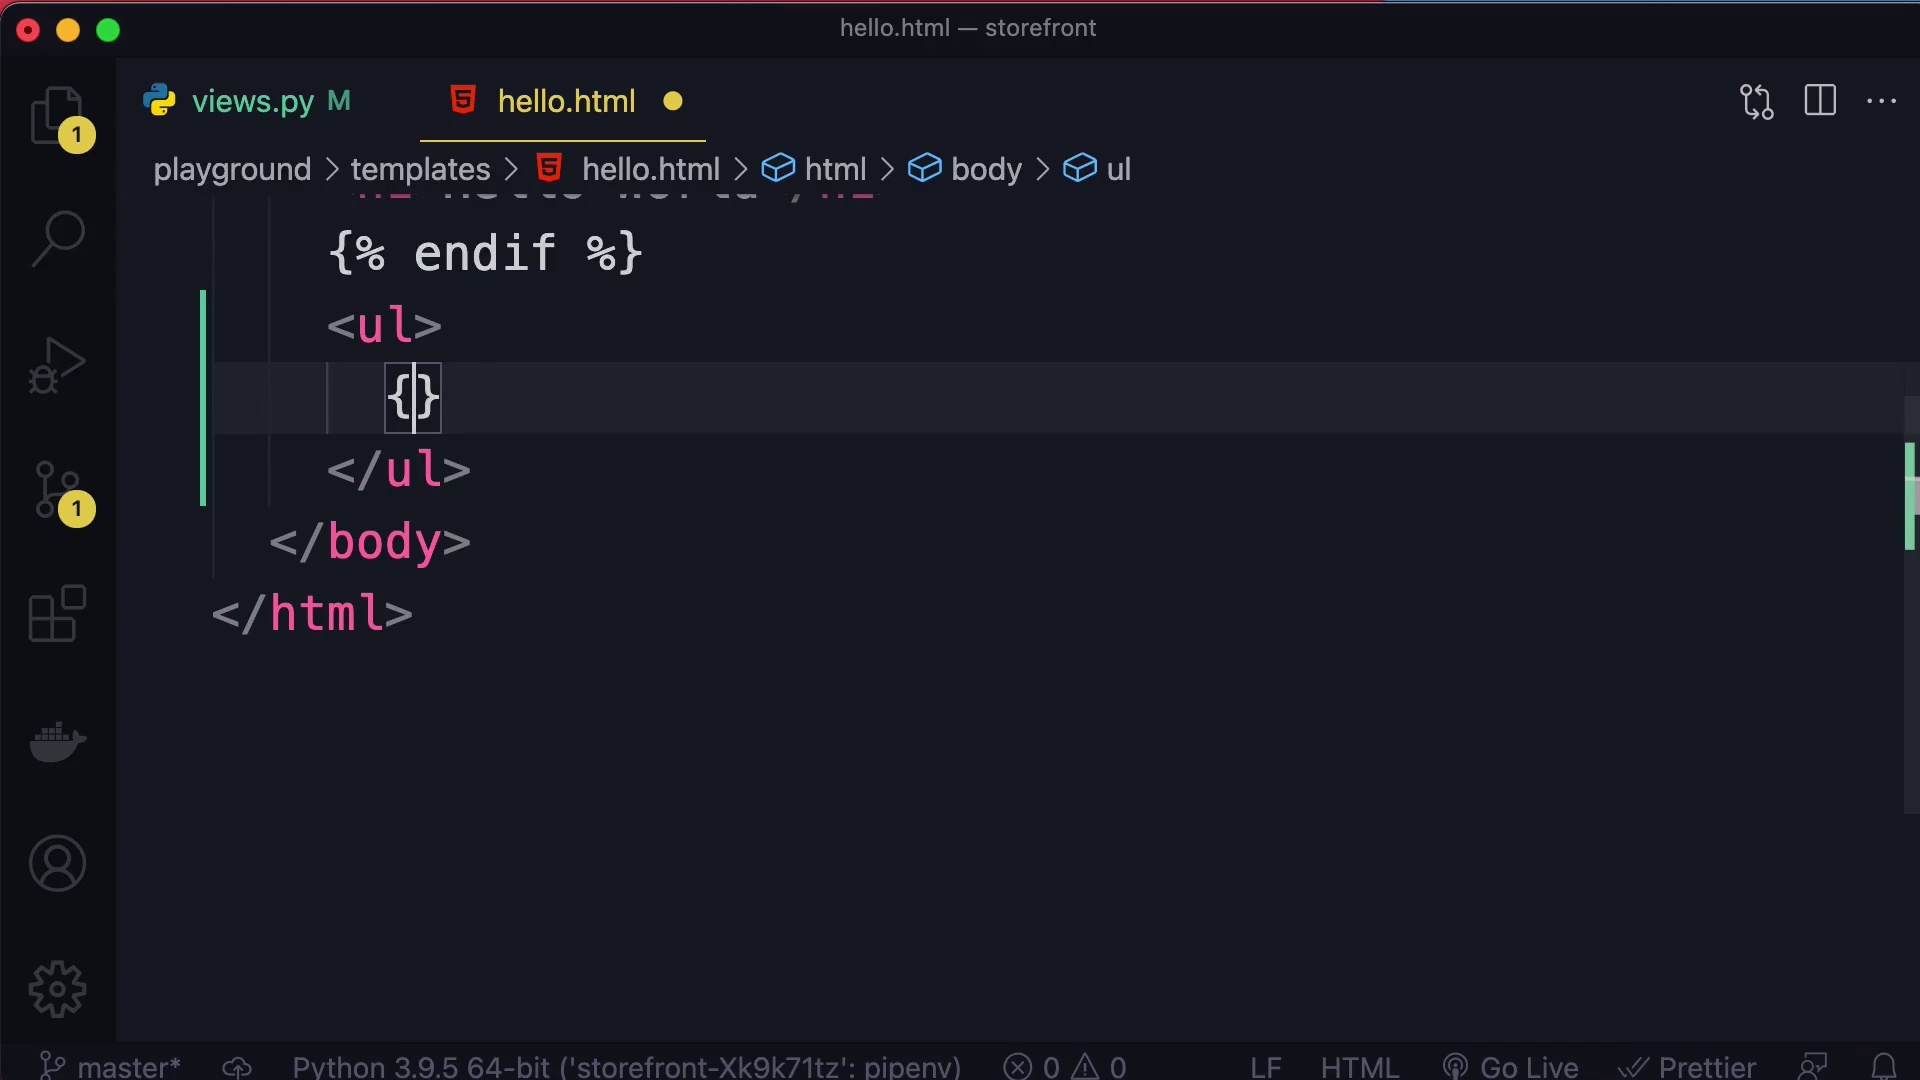 hello.html — storefront
views.py M
hello.html
playground > templates > hello.html > html > body > ul
{% endif %}
<ul>
{}
</ul>
</body>
</html>
1
1
master*
Python 3.9.5 64-bit ('storefront-Xk9k71tz': pipenv)
0
0
LF
HTML
Go Live
Prettier